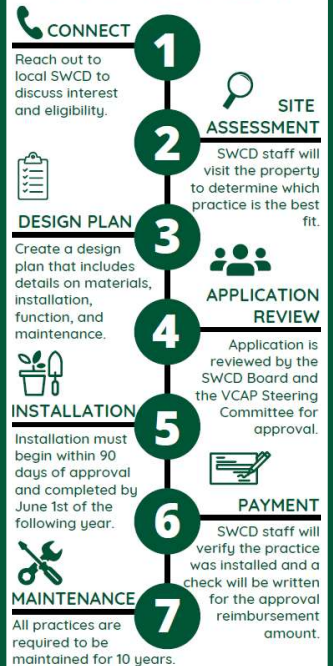 CONNECT
1
Reach out to
local SWCD to
discuss interest
and eligibility.
SITE
ASSESSMENT
2
SWCD staff will
visit the property
to determine which
practice is the best
fit.
DESIGN PLAN
3
Create a design
plan that includes
details on materials,
installation,
function, and
maintenance.
APPLICATION
REVIEW
4
Application is
reviewed by the
SWCD Board and
the VCAP Steering
Committee for
approval.
INSTALLATION
5
Installation must
begin within 90
days of approval
and completed by
June 1st of the
following year.
PAYMENT
6
SWCD staff will
verify the practice
was installed and a
check will be written
for the approval
reimbursement
amount.
MAINTENANCE
7
All practices are
required to be
maintained for 10 years.